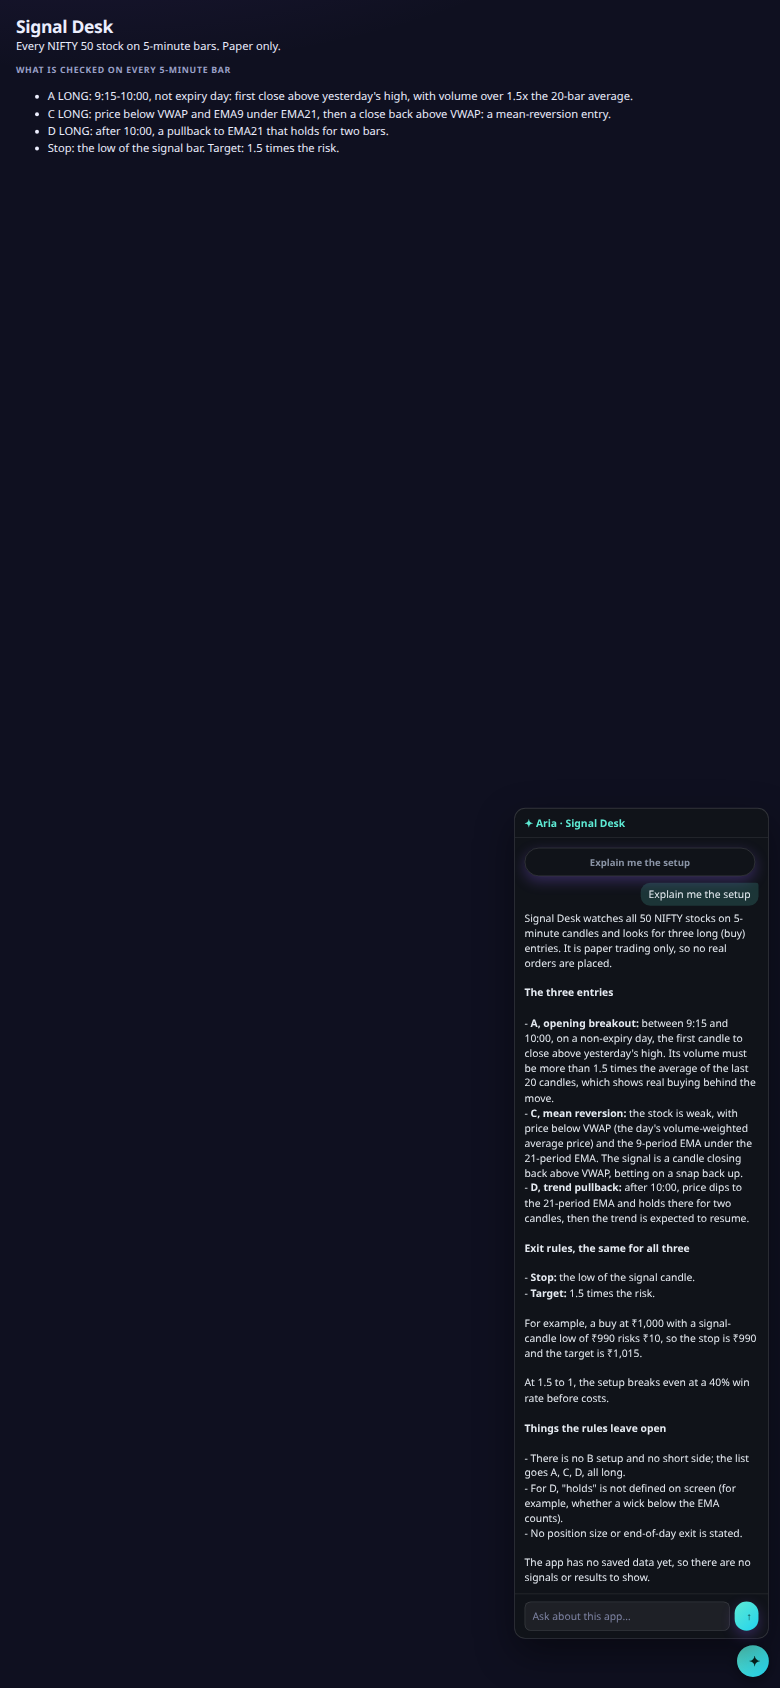 Signal Desk
Every NIFTY 50 stock on 5-minute bars. Paper only.
WHAT IS CHECKED ON EVERY 5-MINUTE BAR
• A LONG: 9:15-10:00, not expiry day: first close above yesterday's high, with volume over 1.5x the 20-bar average.
• C LONG: price below VWAP and EMA9 under EMA21, then a close back above VWAP: a mean-reversion entry.
• D LONG: after 10:00, a pullback to EMA21 that holds for two bars.
• Stop: the low of the signal bar. Target: 1.5 times the risk.
✦ Aria · Signal Desk
Explain me the setup
Explain me the setup
Signal Desk watches all 50 NIFTY stocks on 5-
minute candles and looks for three long (buy)
entries. It is paper trading only, so no real
orders are placed.
The three entries
- A, opening breakout: between 9:15 and
10:00, on a non-expiry day, the first candle to
close above yesterday's high. Its volume must
be more than 1.5 times the average of the last
20 candles, which shows real buying behind the
move.
- C, mean reversion: the stock is weak, with
price below VWAP (the day's volume-weighted
average price) and the 9-period EMA under the
21-period EMA. The signal is a candle closing
back above VWAP, betting on a snap back up.
- D, trend pullback: after 10:00, price dips to
the 21-period EMA and holds there for two
candles, then the trend is expected to resume.
Exit rules, the same for all three
- Stop: the low of the signal candle.
- Target: 1.5 times the risk.
For example, a buy at ₹1,000 with a signal-
candle low of ₹990 risks ₹10, so the stop is ₹990
and the target is ₹1,015.
At 1.5 to 1, the setup breaks even at a 40% win
rate before costs.
Things the rules leave open
- There is no B setup and no short side; the list
goes A, C, D, all long.
- For D, "holds" is not defined on screen (for
example, whether a wick below the EMA
counts).
- No position size or end-of-day exit is stated.
The app has no saved data yet, so there are no
signals or results to show.
Ask about this app...
↑
✦